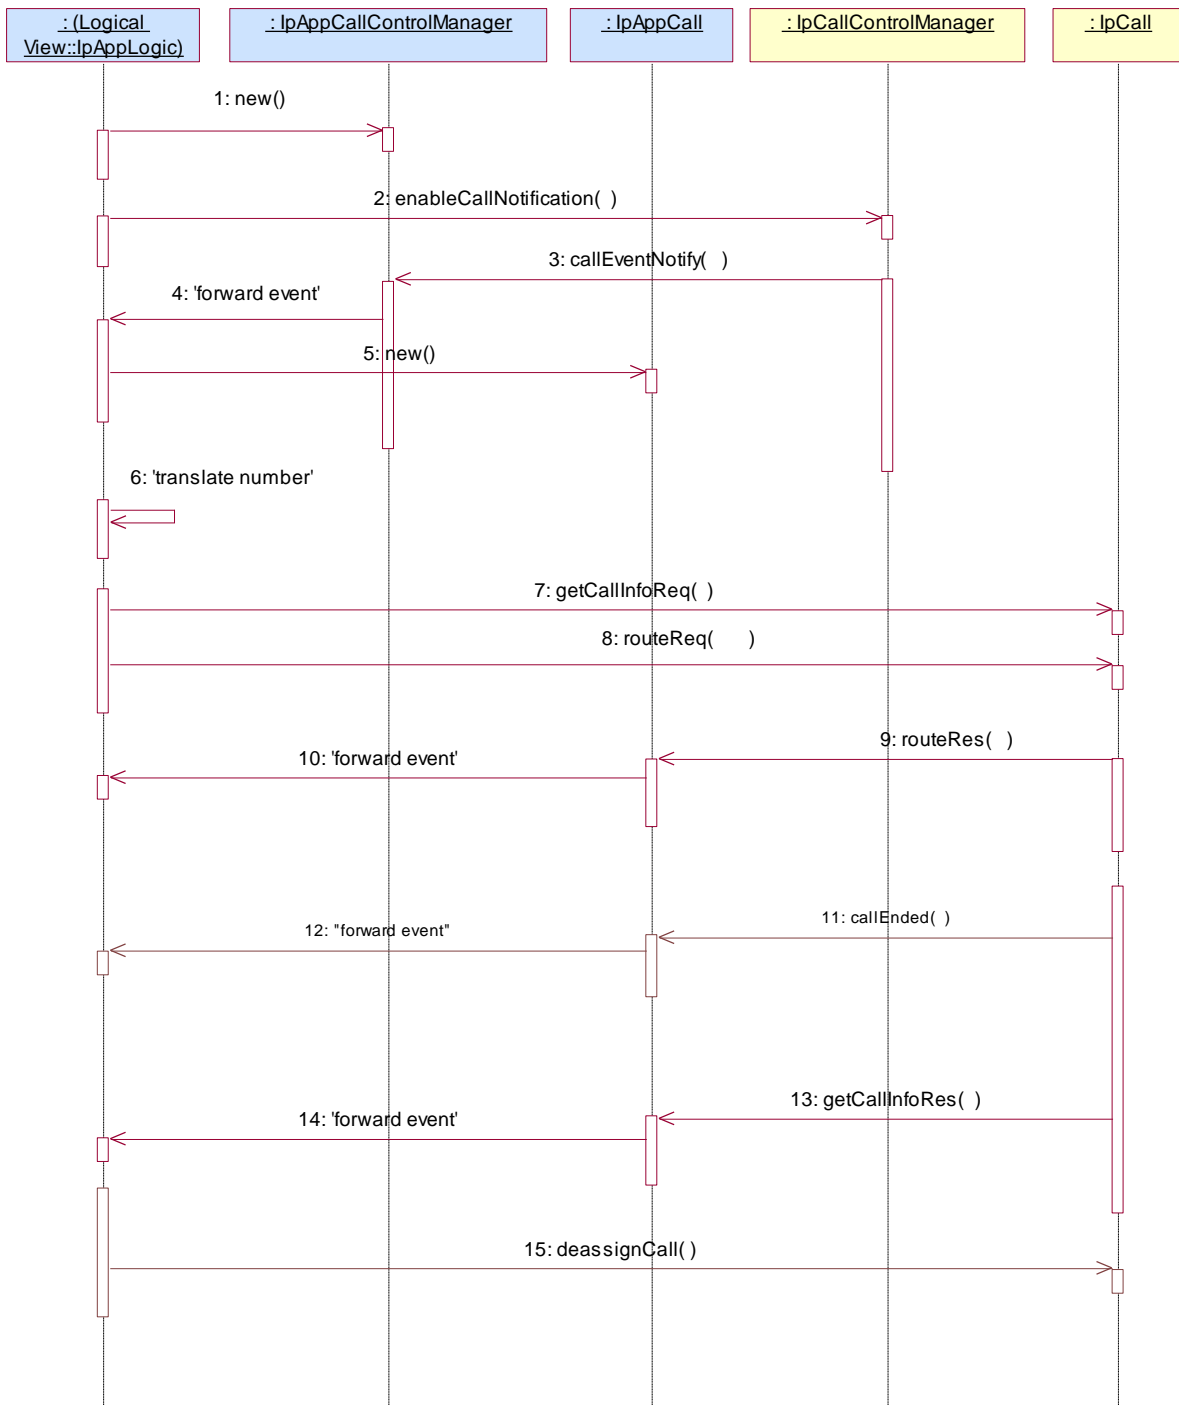 : (Logical
View::IpAppLogic)
: IpAppCallControlManager
: IpAppCall
: IpCallControlManager
: IpCall
1: new()
2: enableCallNotification( )
3: callEventNotify( )
4: 'forward event'
5: new()
6: 'translate number'
7: getCallInfoReq( )
8: routeReq( )
9: routeRes( )
10: 'forward event'
11: callEnded( )
12: "forward event"
13: getCallInfoRes( )
14: 'forward event'
15: deassignCall( )